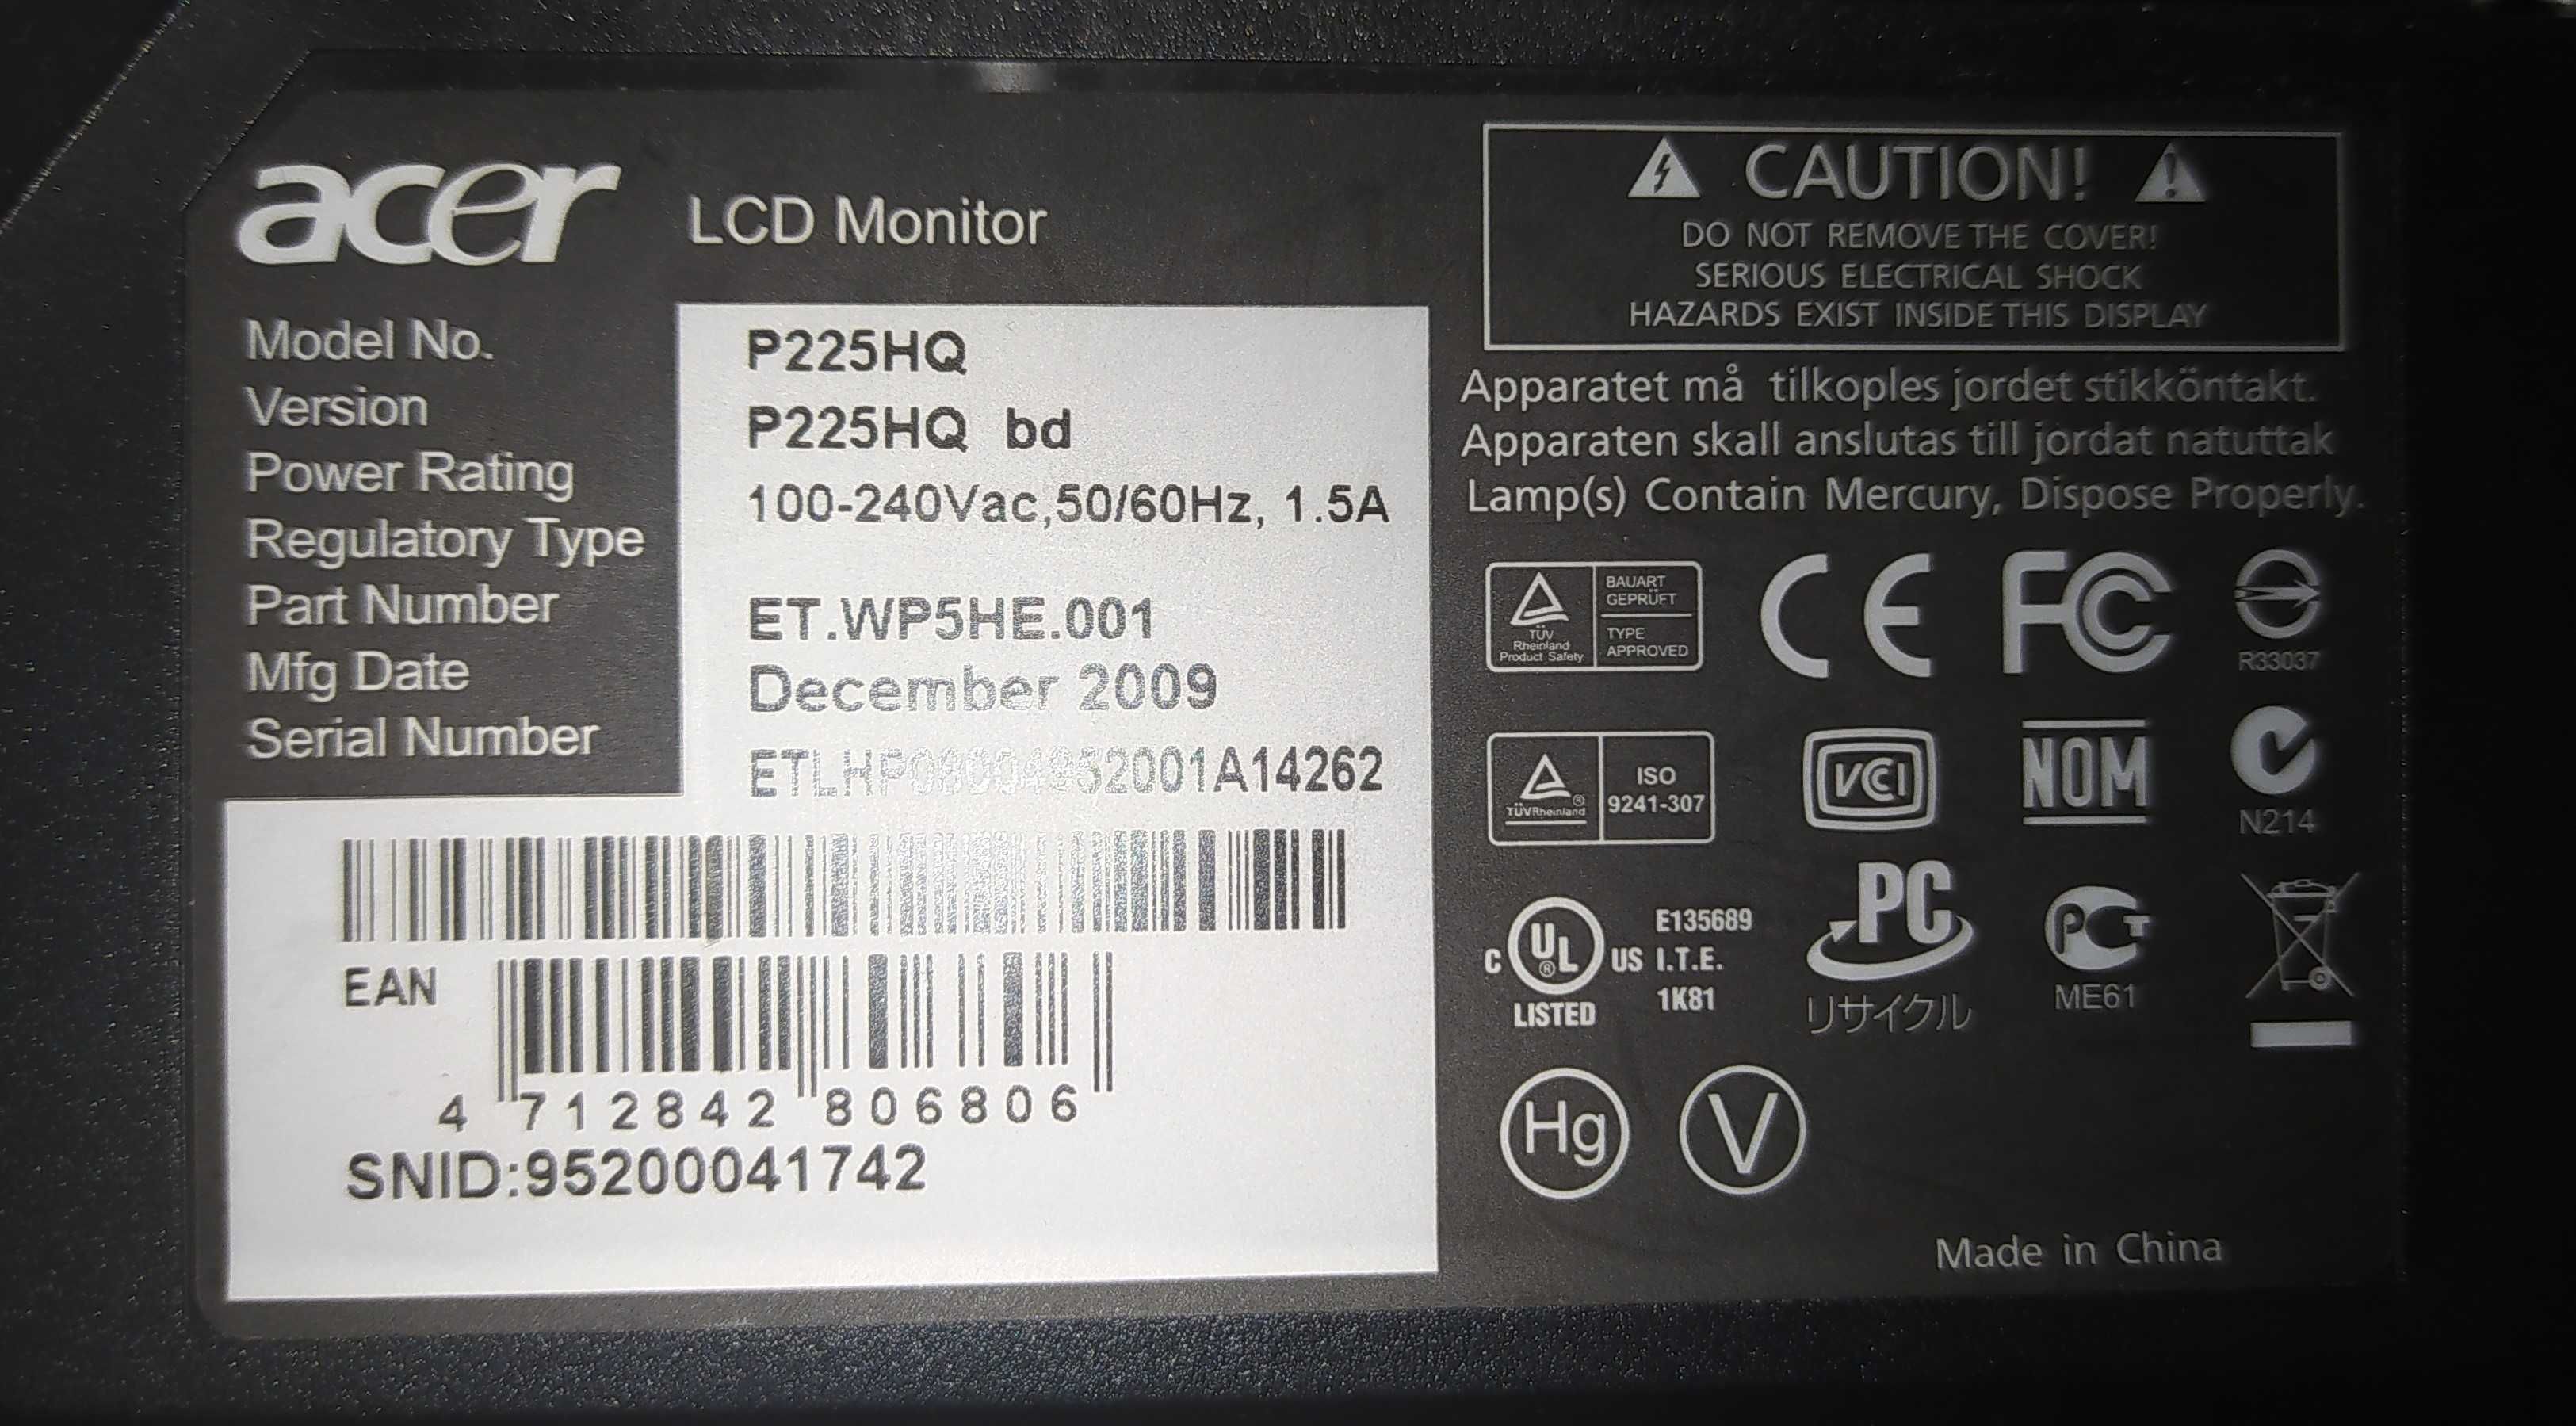 acer LCD Monitor
Model No. P225HQ
Version P225HQ bd
Power Rating 100-240Vac,50/60Hz, 1.5A
Regulatory Type
Part Number ET.WP5HE.001
Mfg Date December 2009
Serial Number
EAN
4 712842 806806
SNID:95200041742
CAUTION!
DO NOT REMOVE THE COVER!
SERIOUS ELECTRICAL SHOCK
HAZARDS EXIST INSIDE THIS DISPLAY
Apparatet må tilkoples jordet stikköntakt.
Apparaten skall anslutas till jordat natuttak
Lamp(s) Contain Mercury, Dispose Properly.
TÜV
Rheinland
Product Safety
BAUART
GEPRÜFT
TYPE
APPROVED
CE
FC
R33037
TÜVRheinland®
ISO
9241-307
VCI
NOM
N214
C UL® US
LISTED
E135689
I.T.E.
1K81
PC
リサイクル
PCT
ME61
Hg
V
Made in China